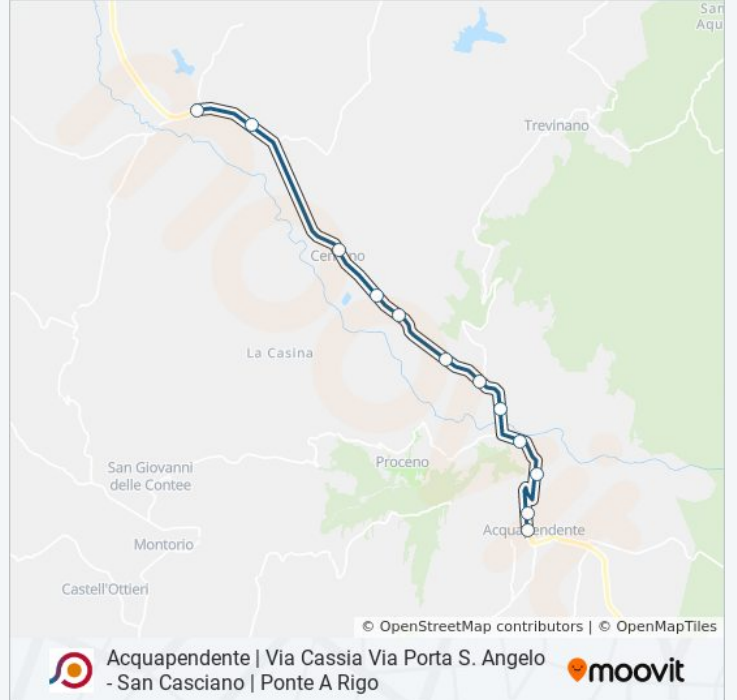 San
Aqu
Trevinano
Centeno
La Casina
San Giovanni
delle Contee
Proceno
Acquapendente
Montorio
Castell'Ottieri
© OpenStreetMap contributors | © OpenMapTiles
Acquapendente | Via Cassia Via Porta S. Angelo
- San Casciano | Ponte A Rigo
moovit